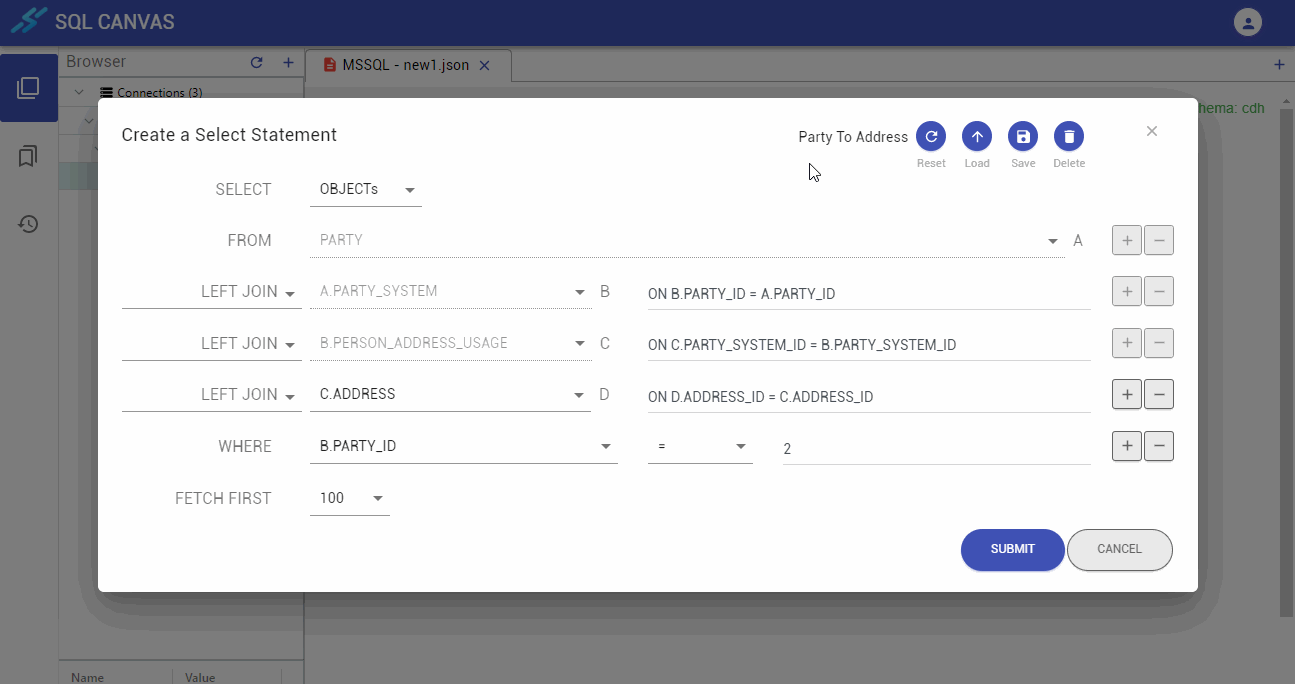 SQL CANVAS
Browser
MSSQL - new1.json
Connections (3)
hema: cdh
Create a Select Statement
Party To Address
Reset Load Save Delete
SELECT OBJECTs
FROM PARTY A
LEFT JOIN A.PARTY_SYSTEM B ON B.PARTY_ID = A.PARTY_ID
LEFT JOIN B.PERSON_ADDRESS_USAGE C ON C.PARTY_SYSTEM_ID = B.PARTY_SYSTEM_ID
LEFT JOIN C.ADDRESS D ON D.ADDRESS_ID = C.ADDRESS_ID
WHERE B.PARTY_ID = 2
FETCH FIRST 100
SUBMIT CANCEL
Name Value